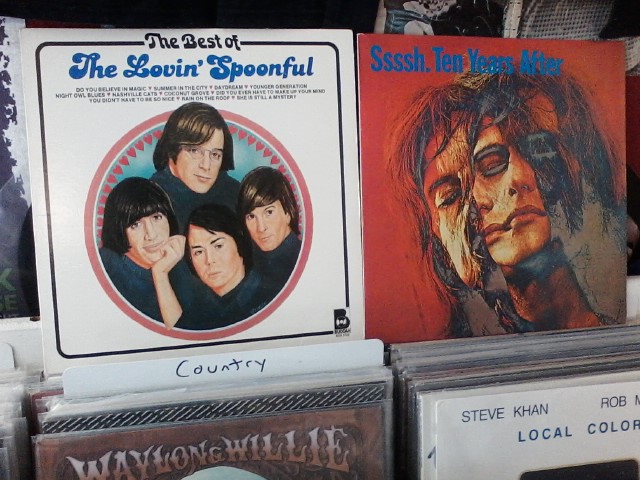 The Best of
The Lovin' Spoonful
DO YOU BELIEVE IN MAGIC ♥ SUMMER IN THE CITY ♥ DAYDREAM ♥ YOUNGER GENERATION
NIGHT OWL BLUES ♥ NASHVILLE CATS ♥ COCONUT GROVE ♥ DID YOU EVER HAVE TO MAKE UP YOUR MIND
YOU DIDN'T HAVE TO BE SO NICE ♥ RAIN ON THE ROOF ♥ SHE IS STILL A MYSTERY
B
BUDDAH
Ssssh. Ten Years After
Country
WAYLON & WILLIE
STEVE KHAN ROB M
LOCAL COLOR